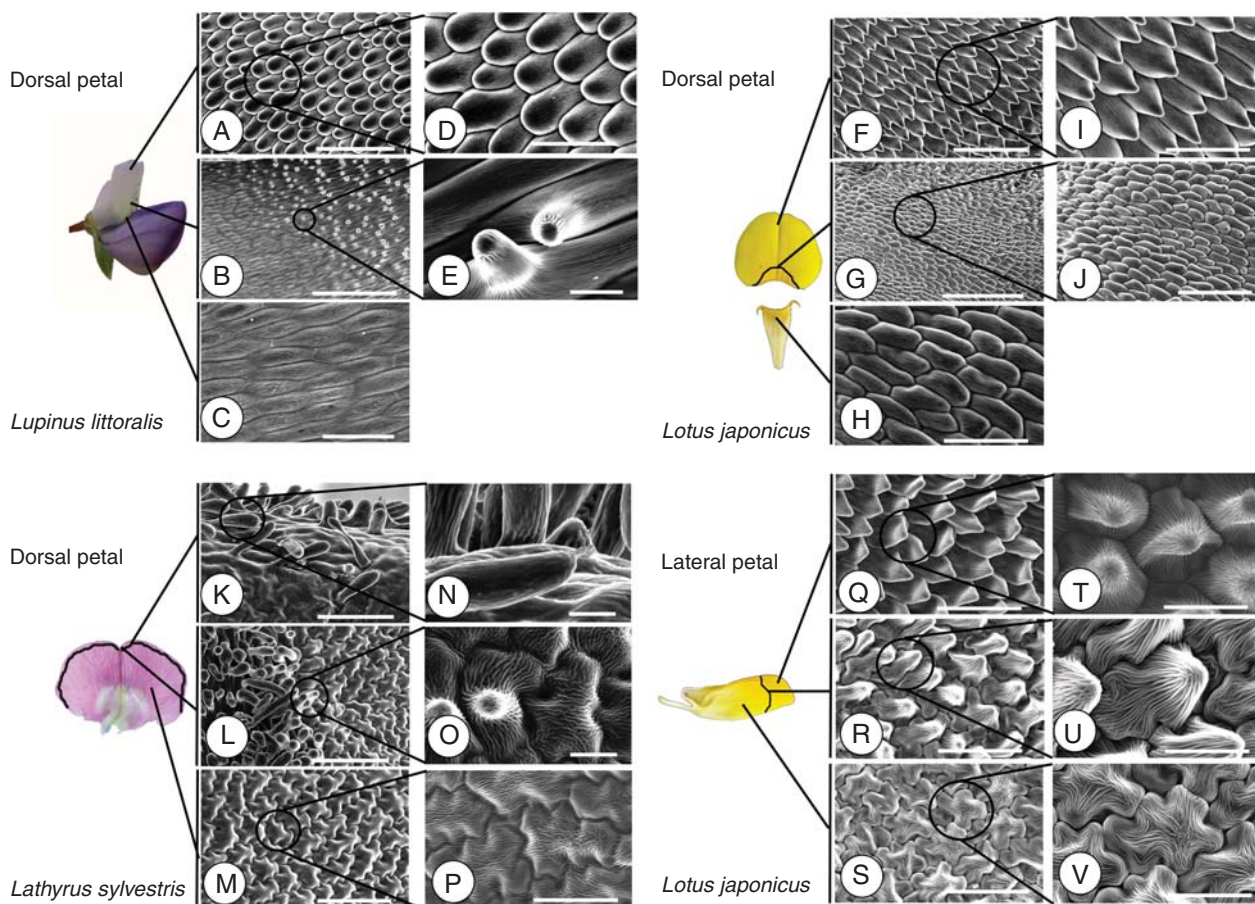 Dorsal petal
A
D
B
E
C
Lupinus littoralis
Dorsal petal
F
I
G
J
H
Lotus japonicus
Dorsal petal
K
N
L
O
M
P
Lathyrus sylvestris
Lateral petal
Q
T
R
U
S
V
Lotus japonicus